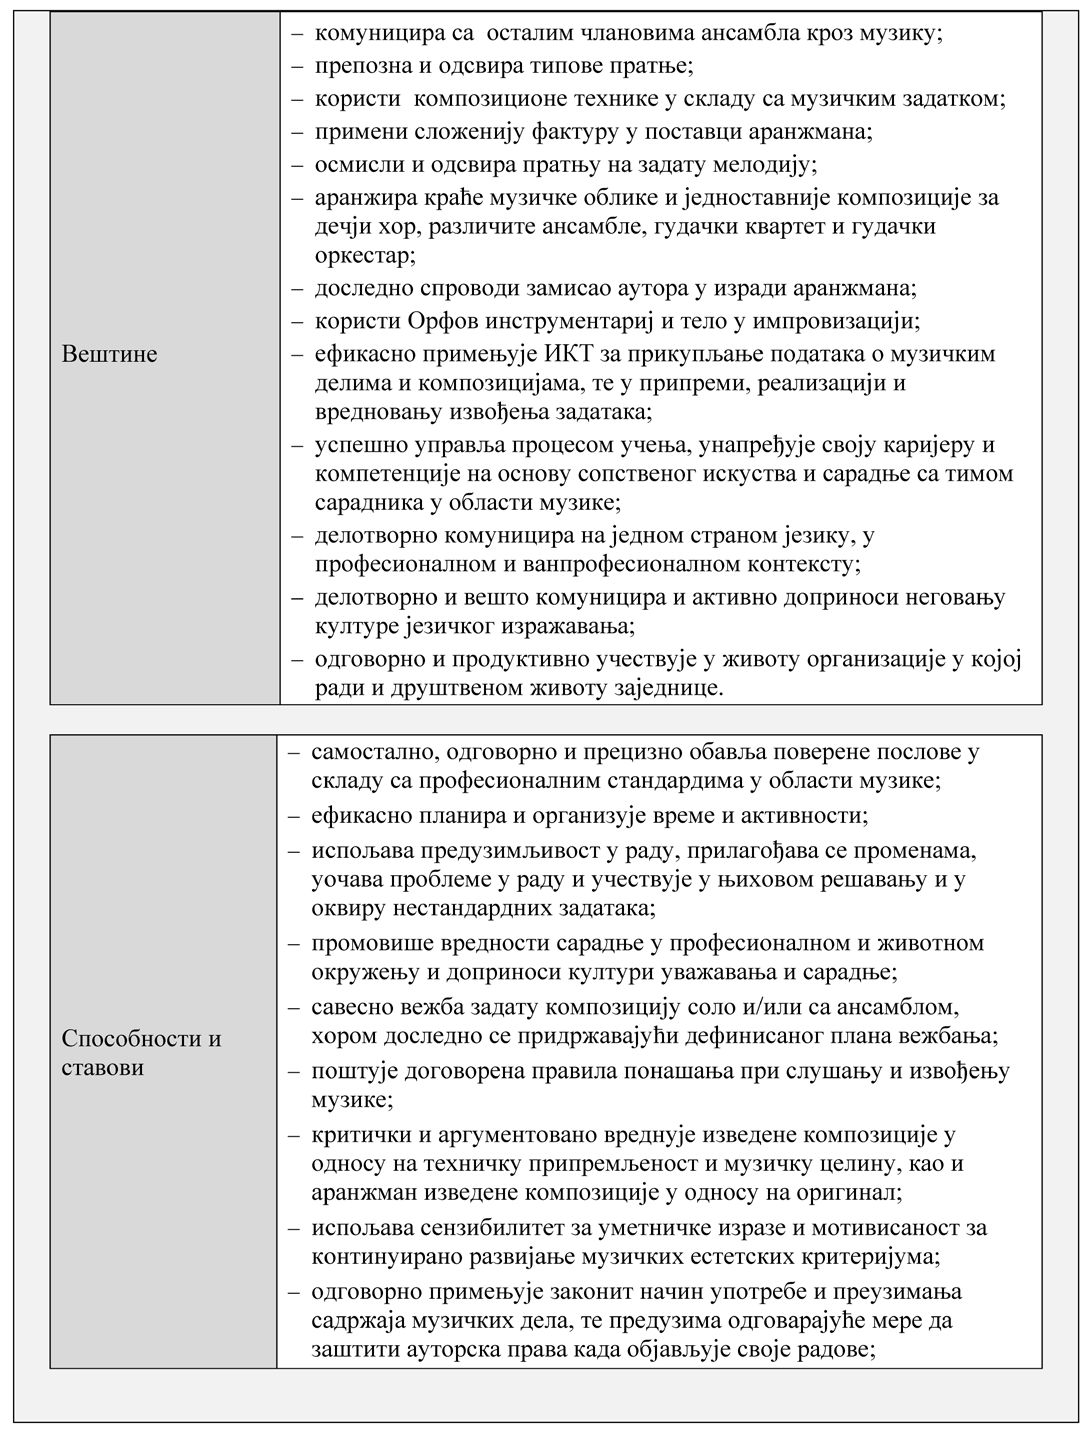 – комуницира са  осталим члановима ансамбла кроз музику;
– препозна и одсвира типове пратње;
– користи  композиционе технике у складу са музичким задатком;
– примени сложенију фактуру у поставци аранжмана;
– осмисли и одсвира пратњу на задату мелодију;
– аранжира краће музичке облике и једноставније композиције за
дечји хор, различите ансамбле, гудачки квартет и гудачки
оркестар;
– доследно спроводи замисао аутора у изради аранжмана;
– користи Орфов инструментариј и тело у импровизацији;
Вештине
– ефикасно примењује ИКТ за прикупљање података о музичким
делима и композицијама, те у припреми, реализацији и
вредновању извођења задатака;
– успешно управља процесом учења, унапређује своју каријеру и
компетенције на основу сопственог искуства и сарадње са тимом
сарадника у области музике;
– делотворно комуницира на једном страном језику, у
професионалном и ванпрофесионалном контексту;
– делотворно и вешто комуницира и активно доприноси неговању
културе језичког изражавања;
– одговорно и продуктивно учествује у животу организације у којој
ради и друштвеном животу заједнице.
– самостално, одговорно и прецизно обавља поверене послове у
складу са професионалним стандардима у области музике;
– ефикасно планира и организује време и активности;
– испољава предузимљивост у раду, прилагођава се променама,
уочава проблеме у раду и учествује у њиховом решавању и у
оквиру нестандардних задатака;
– промовише вредности сарадње у професионалном и животном
окружењу и доприноси култури уважавања и сарадње;
– савесно вежба задату композицију соло и/или са ансамблом,
хором доследно се придржавајући дефинисаног плана вежбања;
Способности и
ставови
– поштује договорена правила понашања при слушању и извођењу
музике;
– критички и аргументовано вреднује изведене композиције у
односу на техничку припремљеност и музичку целину, као и
аранжман изведене композиције у односу на оригинал;
– испољава сензибилитет за уметничке изразе и мотивисаност за
континуирано развијање музичких естетских критеријума;
– одговорно примењује законит начин употребе и преузимања
садржаја музичких дела, те предузима одговарајуће мере да
заштити ауторска права када објављује своје радове;